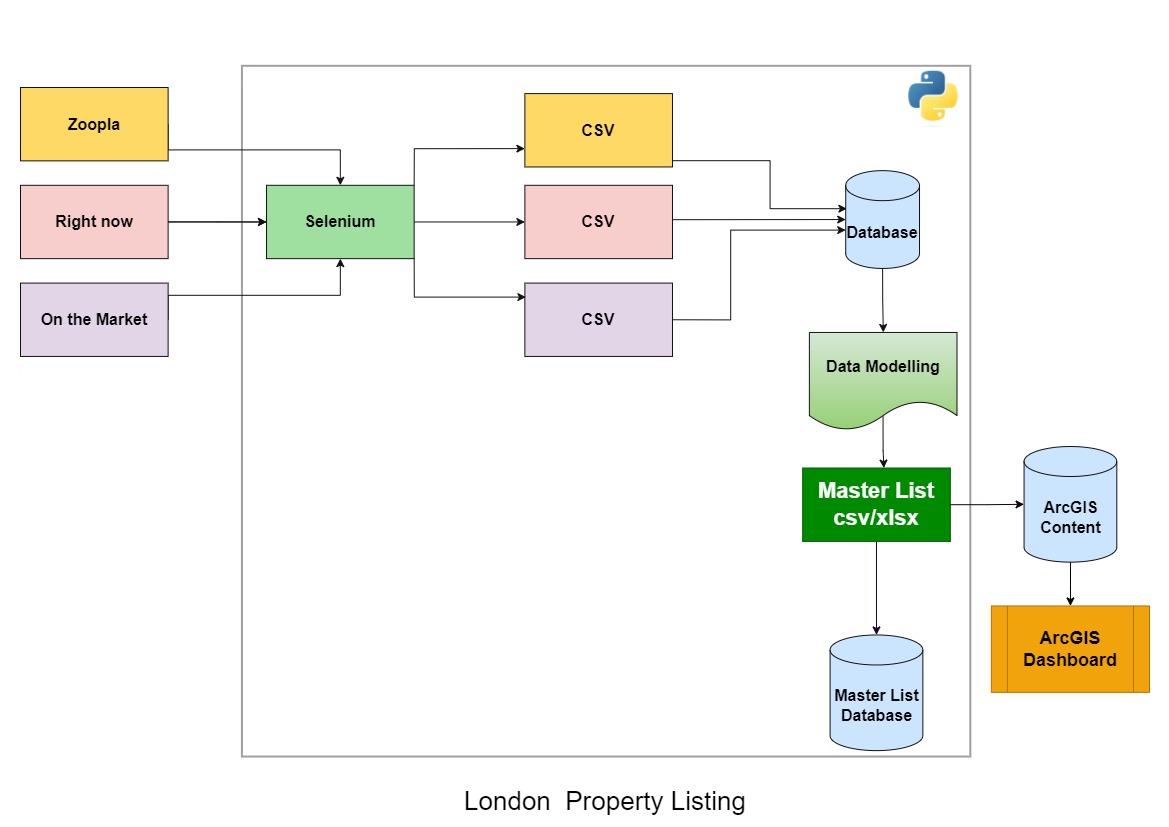 Zoopla
CSV
Right now
Selenium
CSV
Database
On the Market
CSV
Data Modelling
Master List
csv/xlsx
ArcGIS
Content
ArcGIS
Dashboard
Master List
Database
London  Property Listing